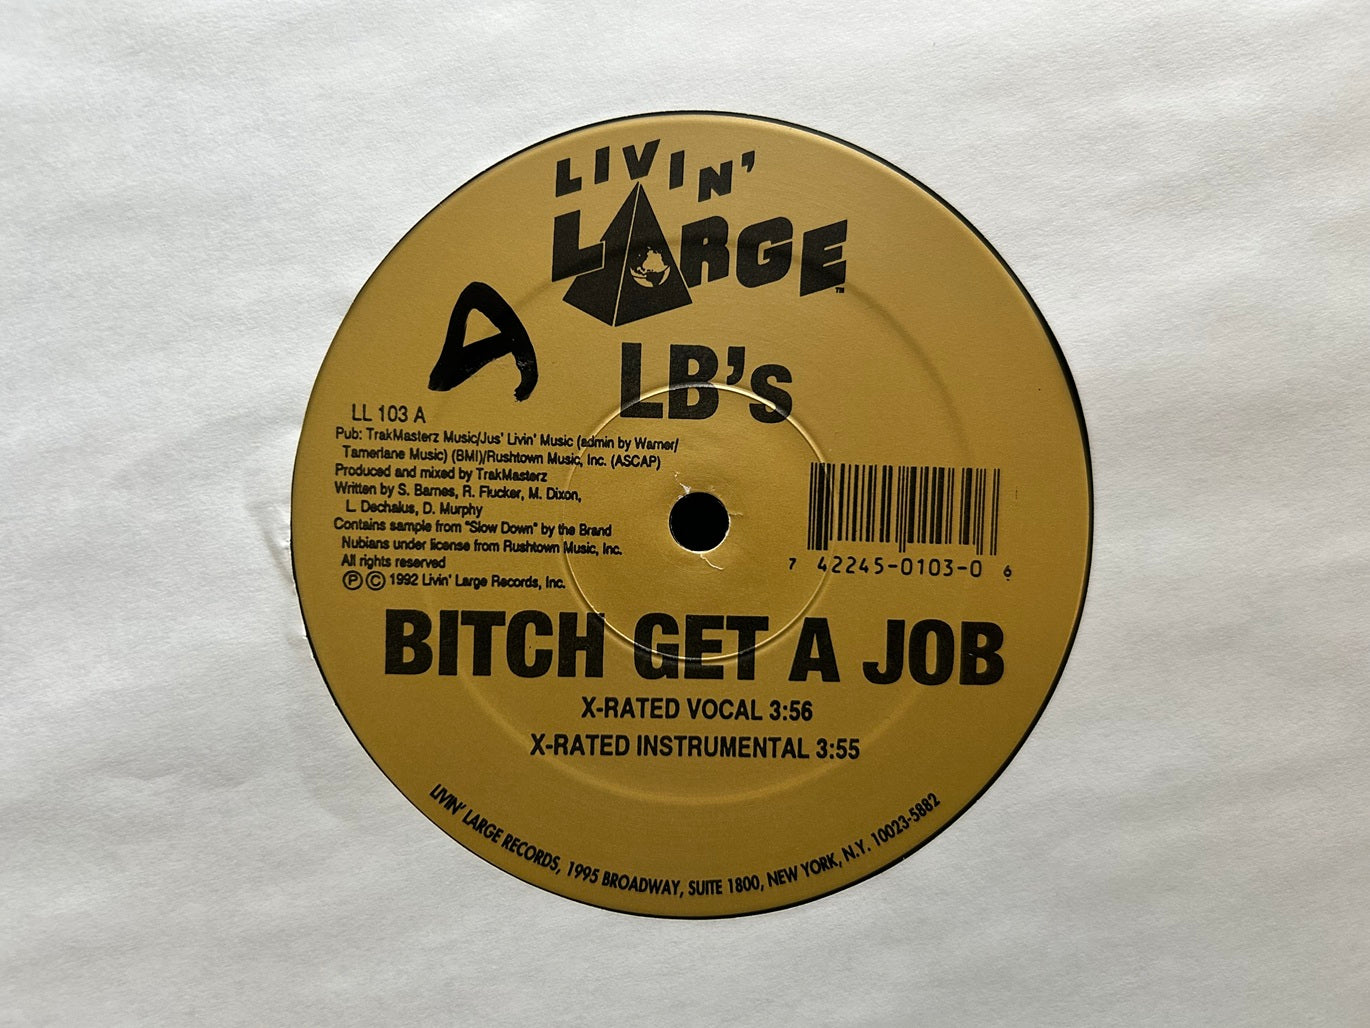 LIVIN'
LARGE
™
A
LB's
LL 103 A
Pub: TrakMasterz Music/Jus' Livin' Music (admin by Warner/
Tamerlane Music) (BMI)/Rushtown Music, Inc. (ASCAP)
Produced and mixed by TrakMasterz
Written by S. Barnes, R. Flucker, M. Dixon,
L. Dechalus, D. Murphy
Contains sample from "Slow Down" by the Brand
Nubians under license from Rushtown Music, Inc.
All rights reserved
Ⓟ© 1992 Livin' Large Records, Inc.
7 42245-0103-0 6
BITCH GET A JOB
X-RATED VOCAL 3:56
X-RATED INSTRUMENTAL 3:55
LIVIN' LARGE RECORDS, 1995 BROADWAY, SUITE 1800, NEW YORK, N.Y. 10023-5882